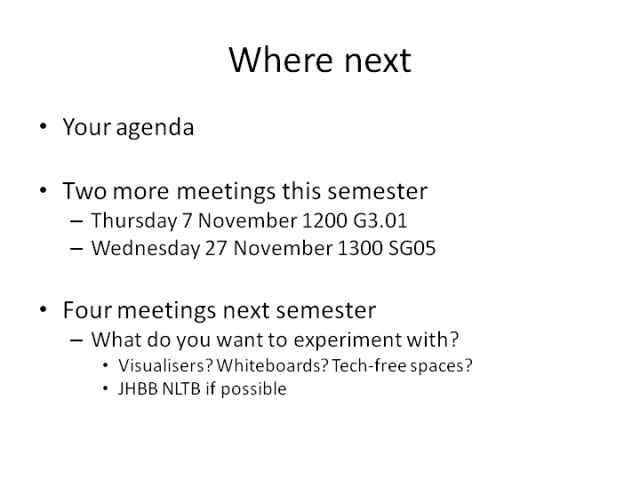 Where next
• Your agenda
• Two more meetings this semester
– Thursday 7 November 1200 G3.01
– Wednesday 27 November 1300 SG05
• Four meetings next semester
– What do you want to experiment with?
• Visualisers? Whiteboards? Tech-free spaces?
• JHBB NLTB if possible